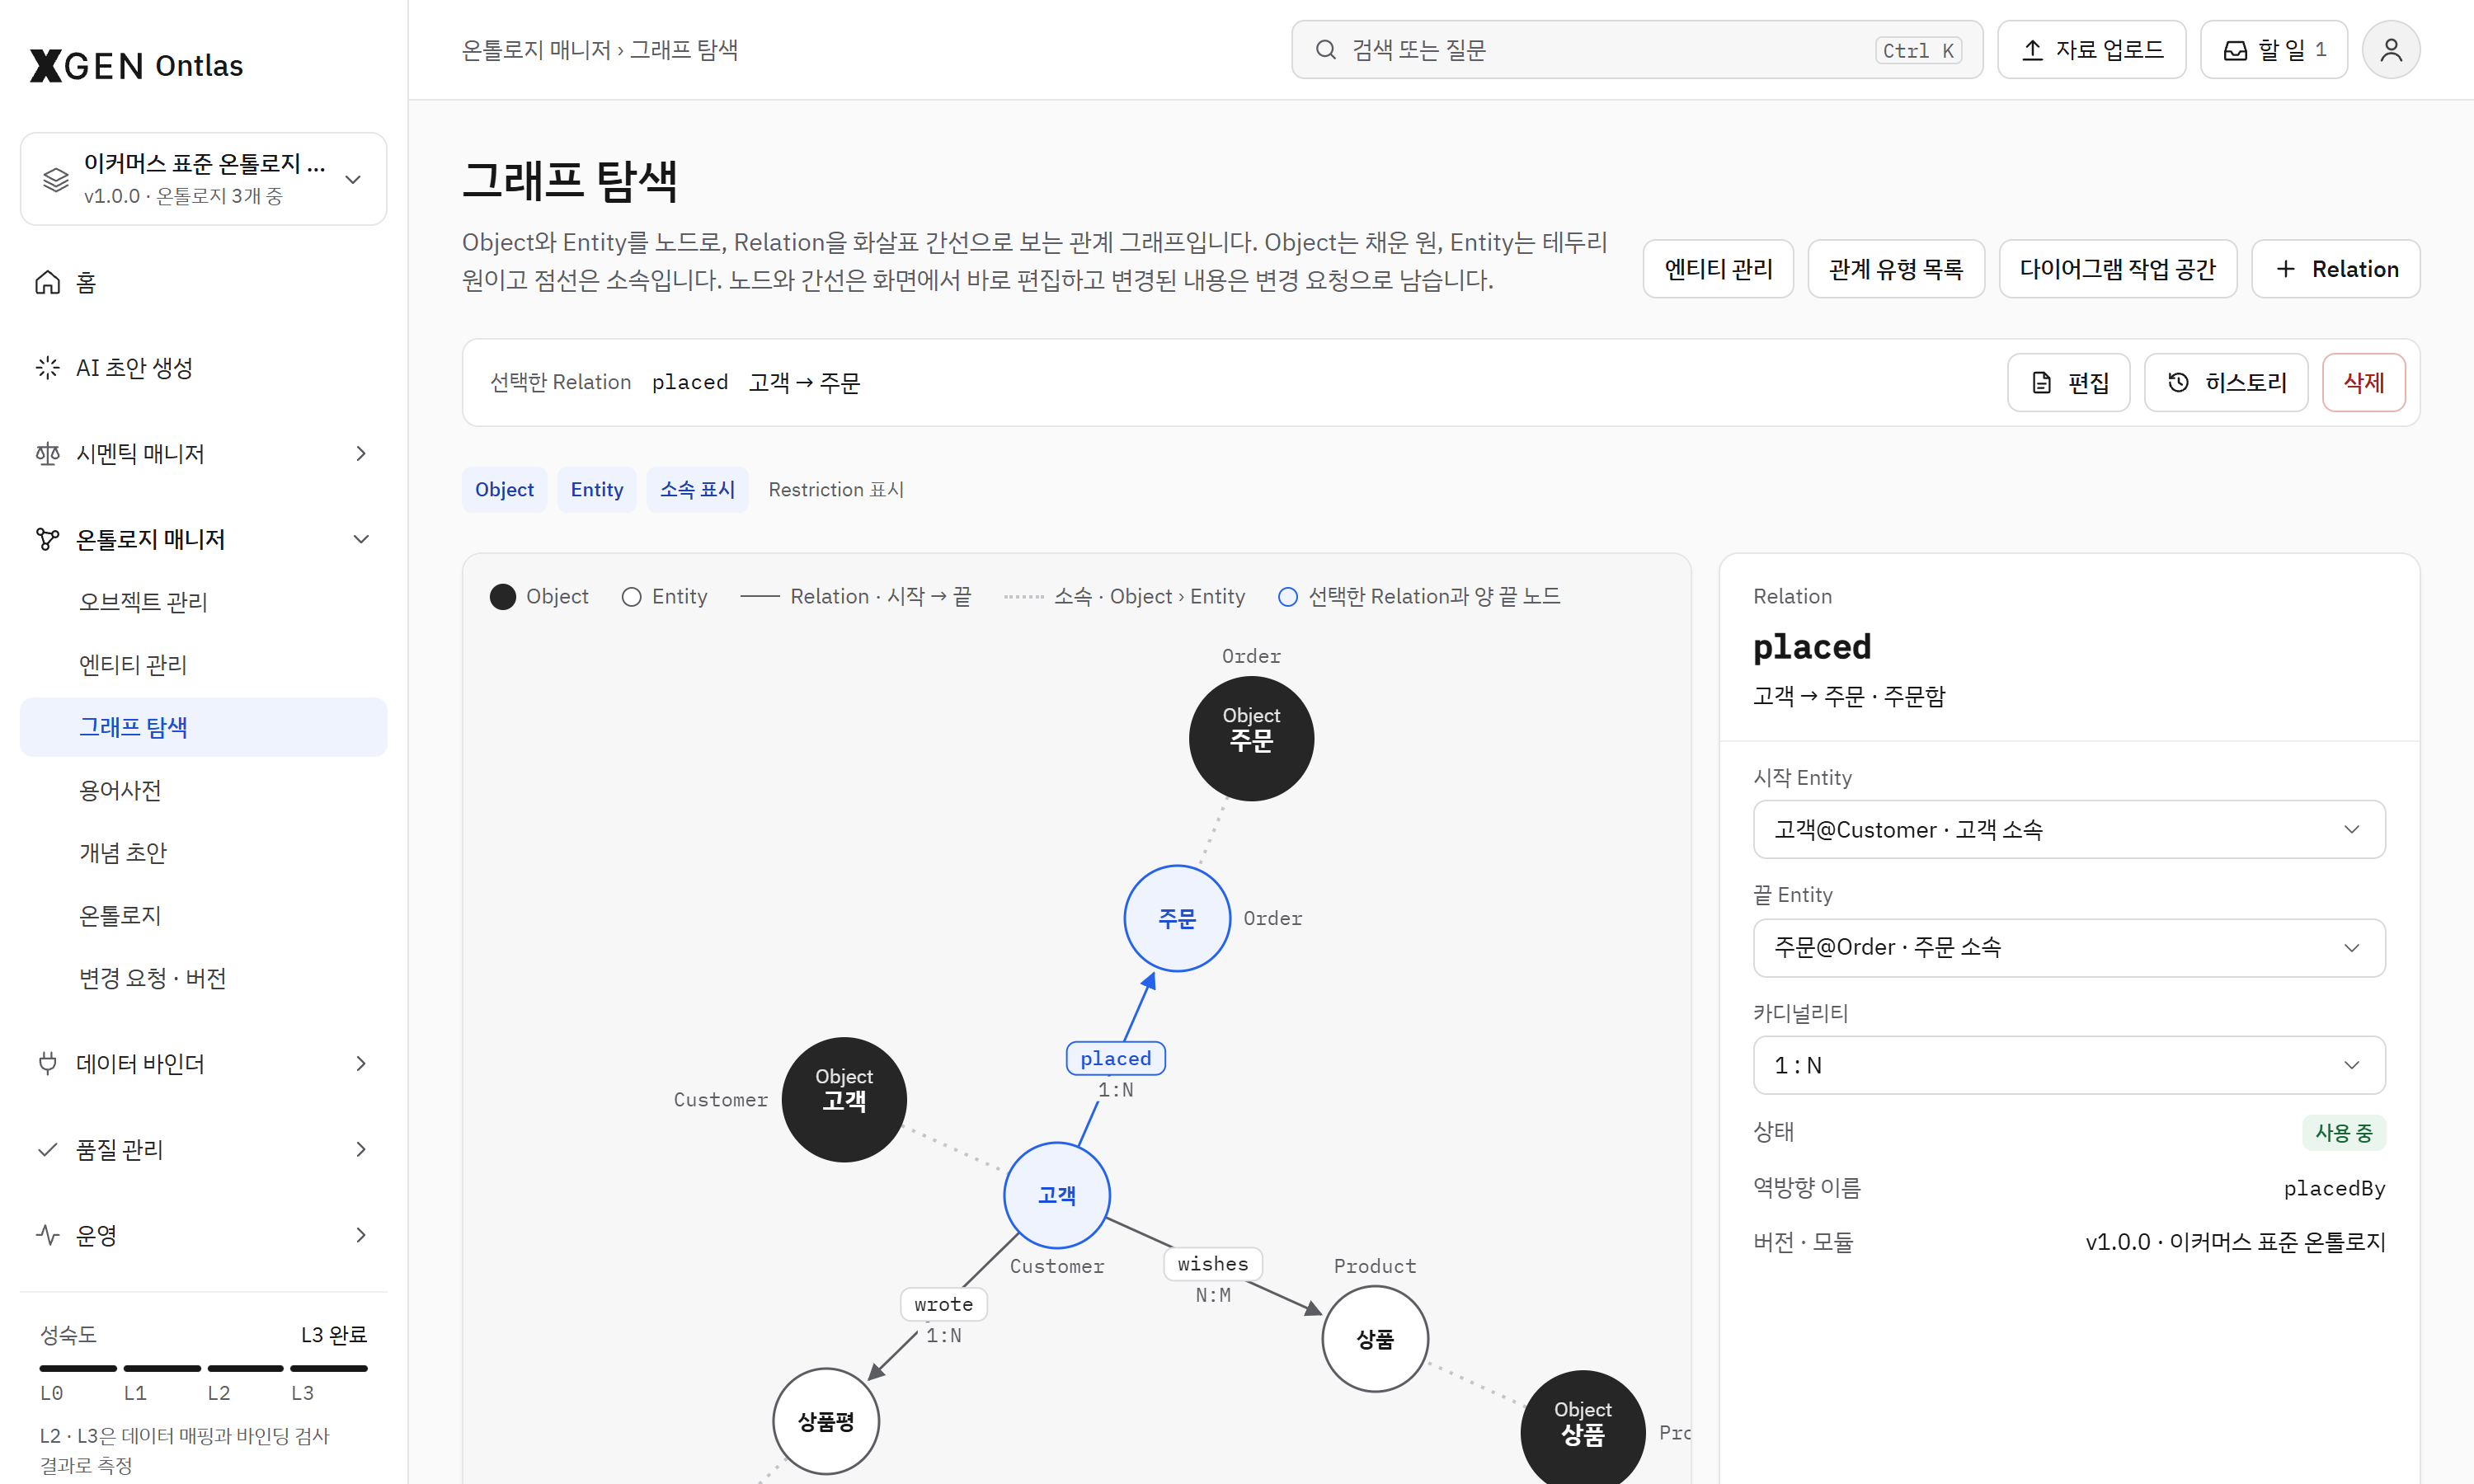 XGEN Ontlas
이커머스 표준 온톨로지 ...
v1.0.0 · 온톨로지 3개 중
홈
AI 초안 생성
시멘틱 매니저
온톨로지 매니저
오브젝트 관리
엔티티 관리
그래프 탐색
용어사전
개념 초안
온톨로지
변경 요청 · 버전
데이터 바인더
품질 관리
운영
성숙도 L3 완료
L0 L1 L2 L3
L2 · L3은 데이터 매핑과 바인딩 검사
결과로 측정
온톨로지 매니저 › 그래프 탐색
검색 또는 질문 Ctrl K
자료 업로드
할 일 1
그래프 탐색
Object와 Entity를 노드로, Relation을 화살표 간선으로 보는 관계 그래프입니다. Object는 채운 원, Entity는 테두리
원이고 점선은 소속입니다. 노드와 간선은 화면에서 바로 편집하고 변경된 내용은 변경 요청으로 남습니다.
엔티티 관리
관계 유형 목록
다이어그램 작업 공간
+ Relation
선택한 Relation placed 고객 → 주문
편집
히스토리
삭제
Object Entity 소속 표시 Restriction 표시
Object Entity Relation · 시작 → 끝 소속 · Object › Entity 선택한 Relation과 양 끝 노드
Order
Object
주문
주문 Order
placed
1:N
Object
고객
Customer
고객
Customer
wishes
N:M
Product
wrote
1:N
상품
상품평
Object
상품
Pro
Relation
placed
고객 → 주문 · 주문함
시작 Entity
고객@Customer · 고객 소속
끝 Entity
주문@Order · 주문 소속
카디널리티
1 : N
상태 사용 중
역방향 이름 placedBy
버전 · 모듈 v1.0.0 · 이커머스 표준 온톨로지